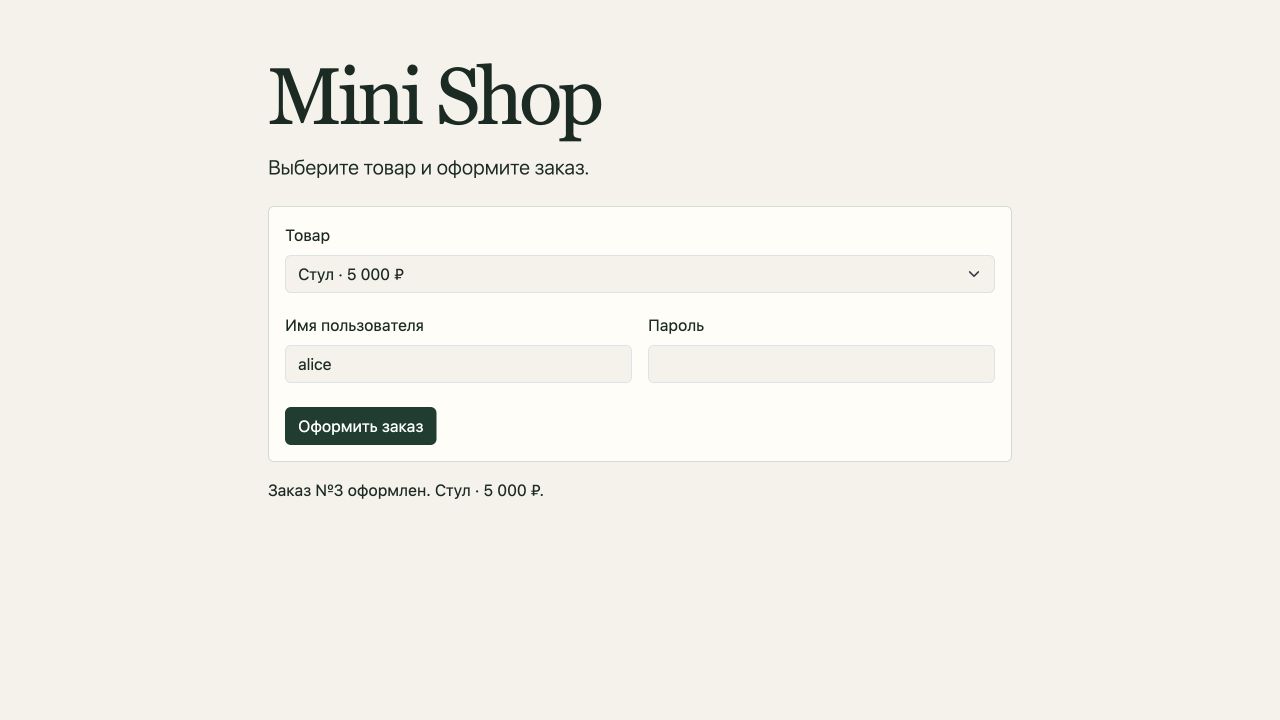 Mini Shop
Выберите товар и оформите заказ.
Товар
Стул · 5 000 ₽
Имя пользователя
Пароль
alice
Оформить заказ
Заказ №3 оформлен. Стул · 5 000 ₽.